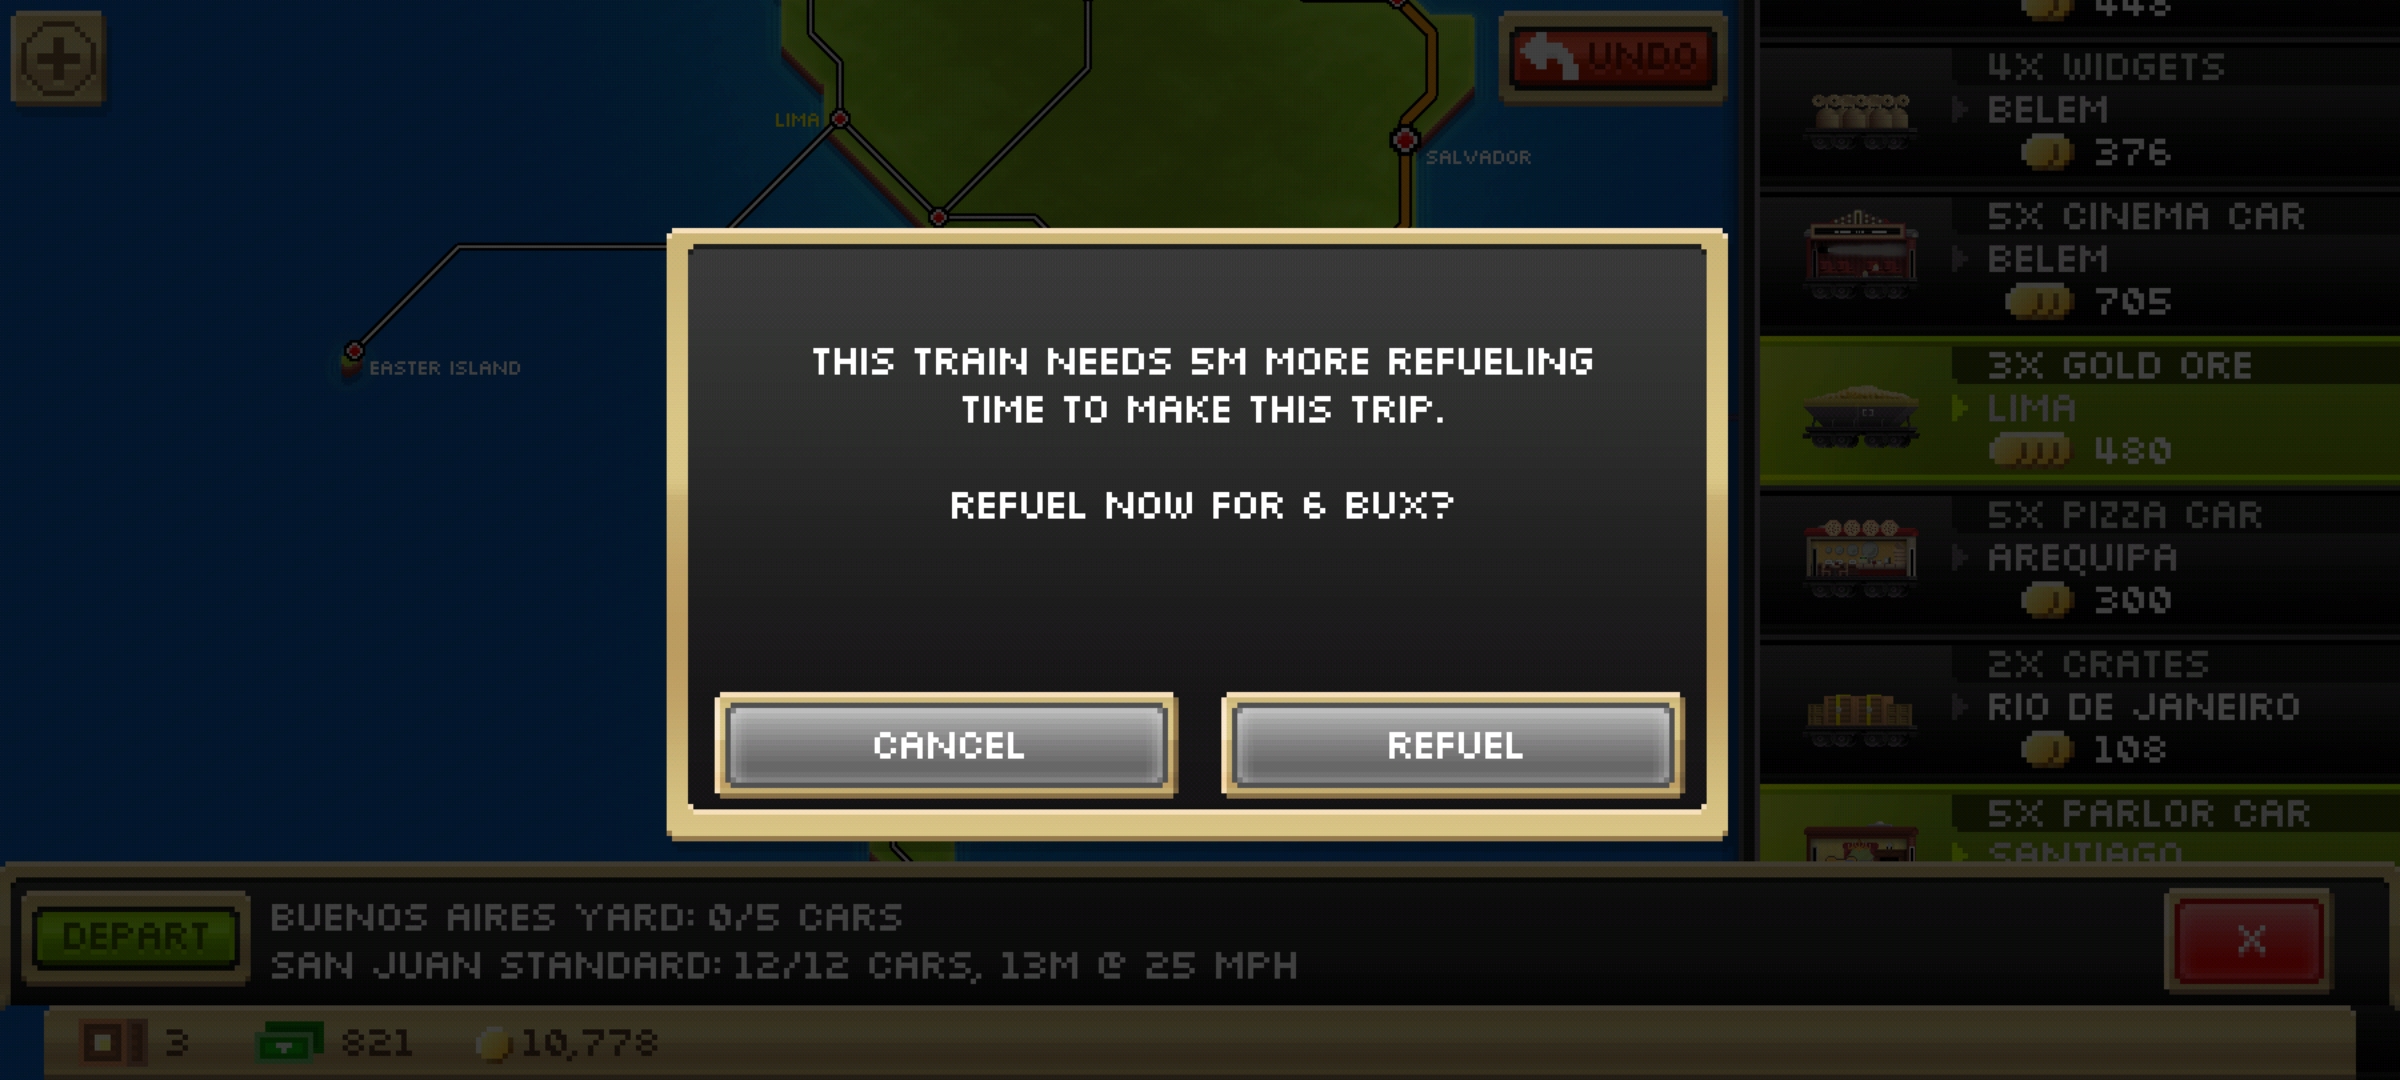 448
UNDO
4X WIDGETS
BELEM
376
LIMA
SALVADOR
5X CINEMA CAR
BELEM
705
EASTER ISLAND
THIS TRAIN NEEDS 5M MORE REFUELING
TIME TO MAKE THIS TRIP.
REFUEL NOW FOR 6 BUX?
CANCEL
REFUEL
3X GOLD ORE
LIMA
480
5X PIZZA CAR
AREQUIPA
300
2X CRATES
RIO DE JANEIRO
108
5X PARLOR CAR
SANTIAGO
DEPART
BUENOS AIRES YARD: 0/5 CARS
SAN JUAN STANDARD: 12/12 CARS, 13M @ 25 MPH
X
3
821
10,778